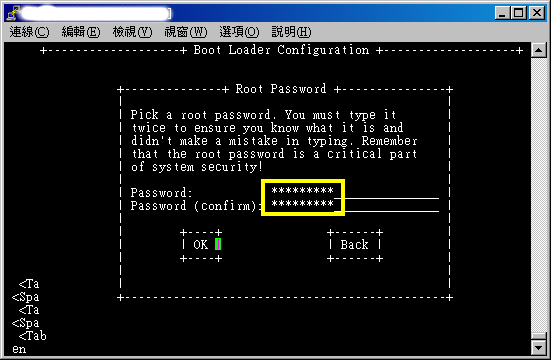 連線(C) 編輯(E) 檢視(V) 視窗(W) 選項(O) 說明(H)
Boot Loader Configuration
Root Password
Pick a root password. You must type it
twice to ensure you know what it is and
didn't make a mistake in typing. Remember
that the root password is a critical part
of system security!
Password: *********
Password (confirm): *********
OK Back
<Ta
<Spa
<Ta
<Spa
<Tab
en